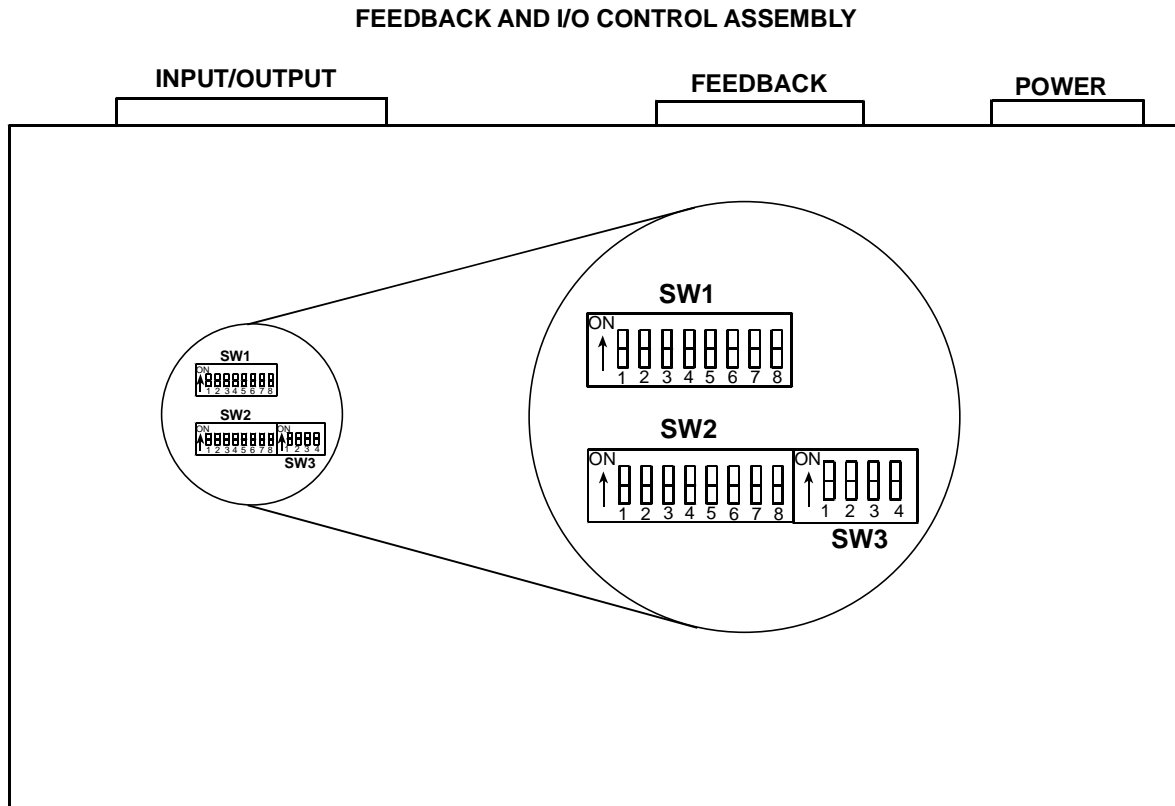 FEEDBACK AND I/O CONTROL ASSEMBLY
INPUT/OUTPUT
FEEDBACK
POWER
SW1
ON
1 2 3 4 5 6 7 8
SW2
ON
1 2 3 4 5 6 7 8
ON
1 2 3 4
SW3
SW1
ON
1 2 3 4 5 6 7 8
SW2
ON
1 2 3 4 5 6 7 8
ON
1 2 3 4
SW3